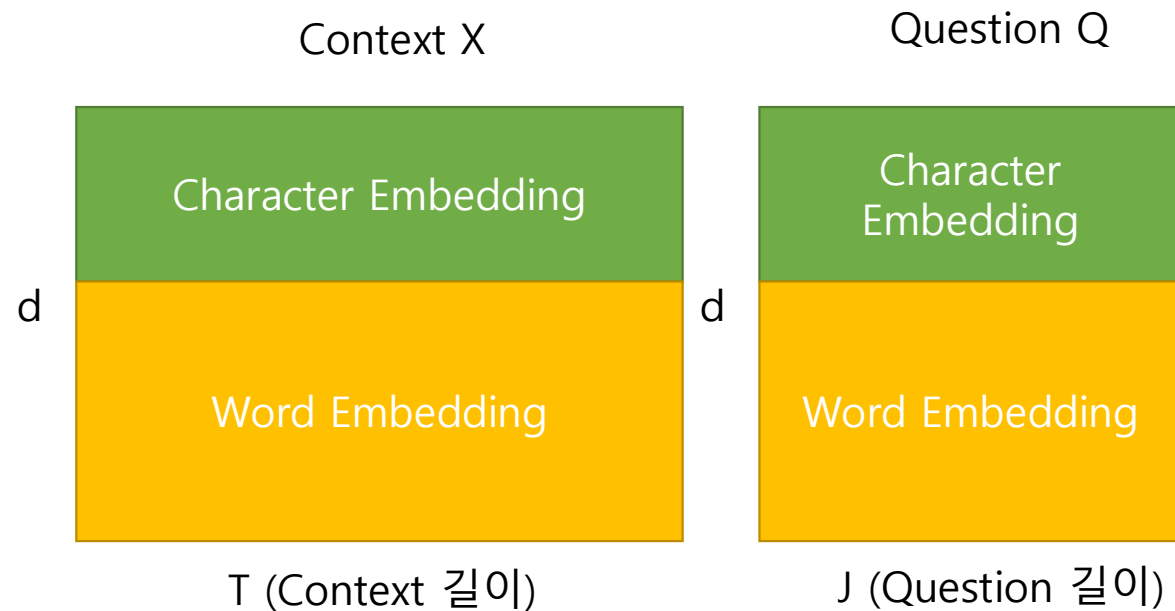 Context X
Question Q
Character Embedding
Character
Embedding
d
d
Word Embedding
Word Embedding
T (Context 길이)
J (Question 길이)